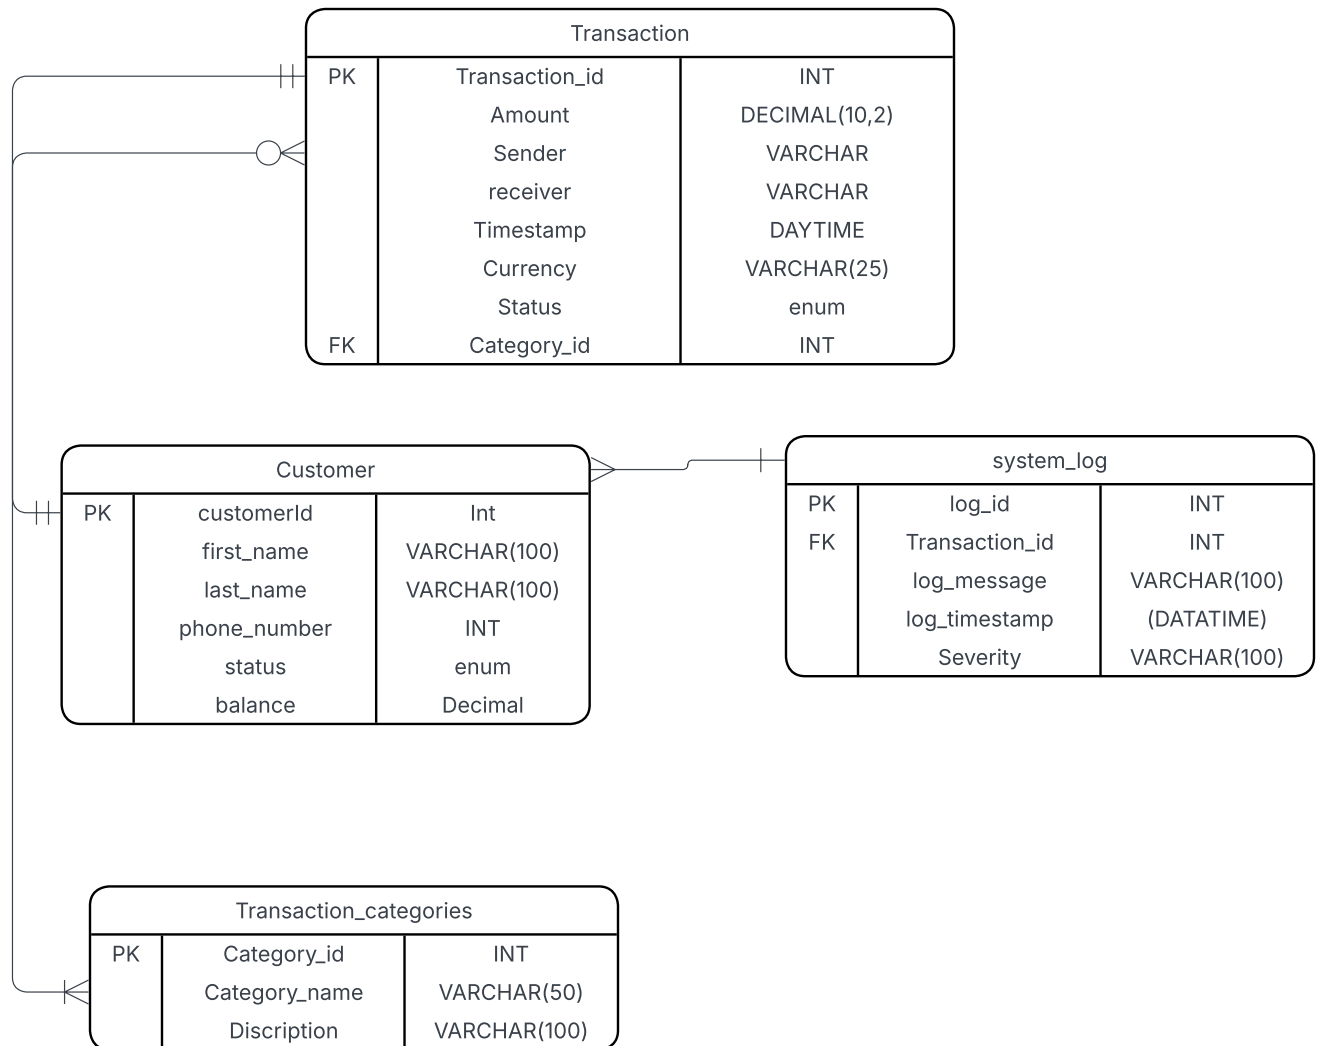 Transaction
PK Transaction_id INT
Amount DECIMAL(10,2)
Sender VARCHAR
receiver VARCHAR
Timestamp DAYTIME
Currency VARCHAR(25)
Status enum
FK Category_id INT
Customer
PK customerId Int
first_name VARCHAR(100)
last_name VARCHAR(100)
phone_number INT
status enum
balance Decimal
system_log
PK log_id INT
FK Transaction_id INT
log_message VARCHAR(100)
log_timestamp (DATATIME)
Severity VARCHAR(100)
Transaction_categories
PK Category_id INT
Category_name VARCHAR(50)
Discription VARCHAR(100)